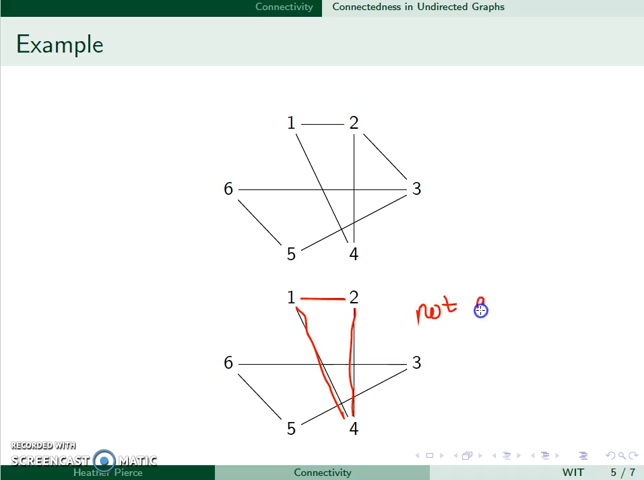 Connectivity Connectedness in Undirected Graphs
Example
1 2
6 3
5 4
1 2
not
6 3
5 4
RECORDED WITH
SCREENCAST MATIC
Heather Pierce Connectivity WIT 5 / 7